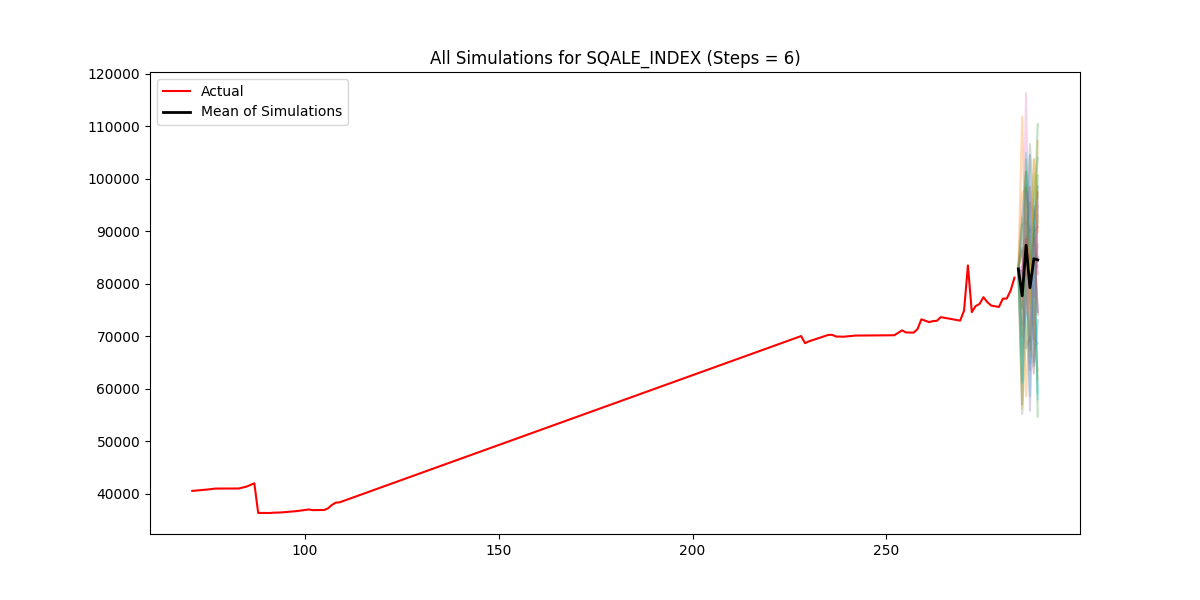 All Simulations for SQALE_INDEX (Steps = 6)
Actual
Mean of Simulations
120000
110000
100000
90000
80000
70000
60000
50000
40000
100 150 200 250